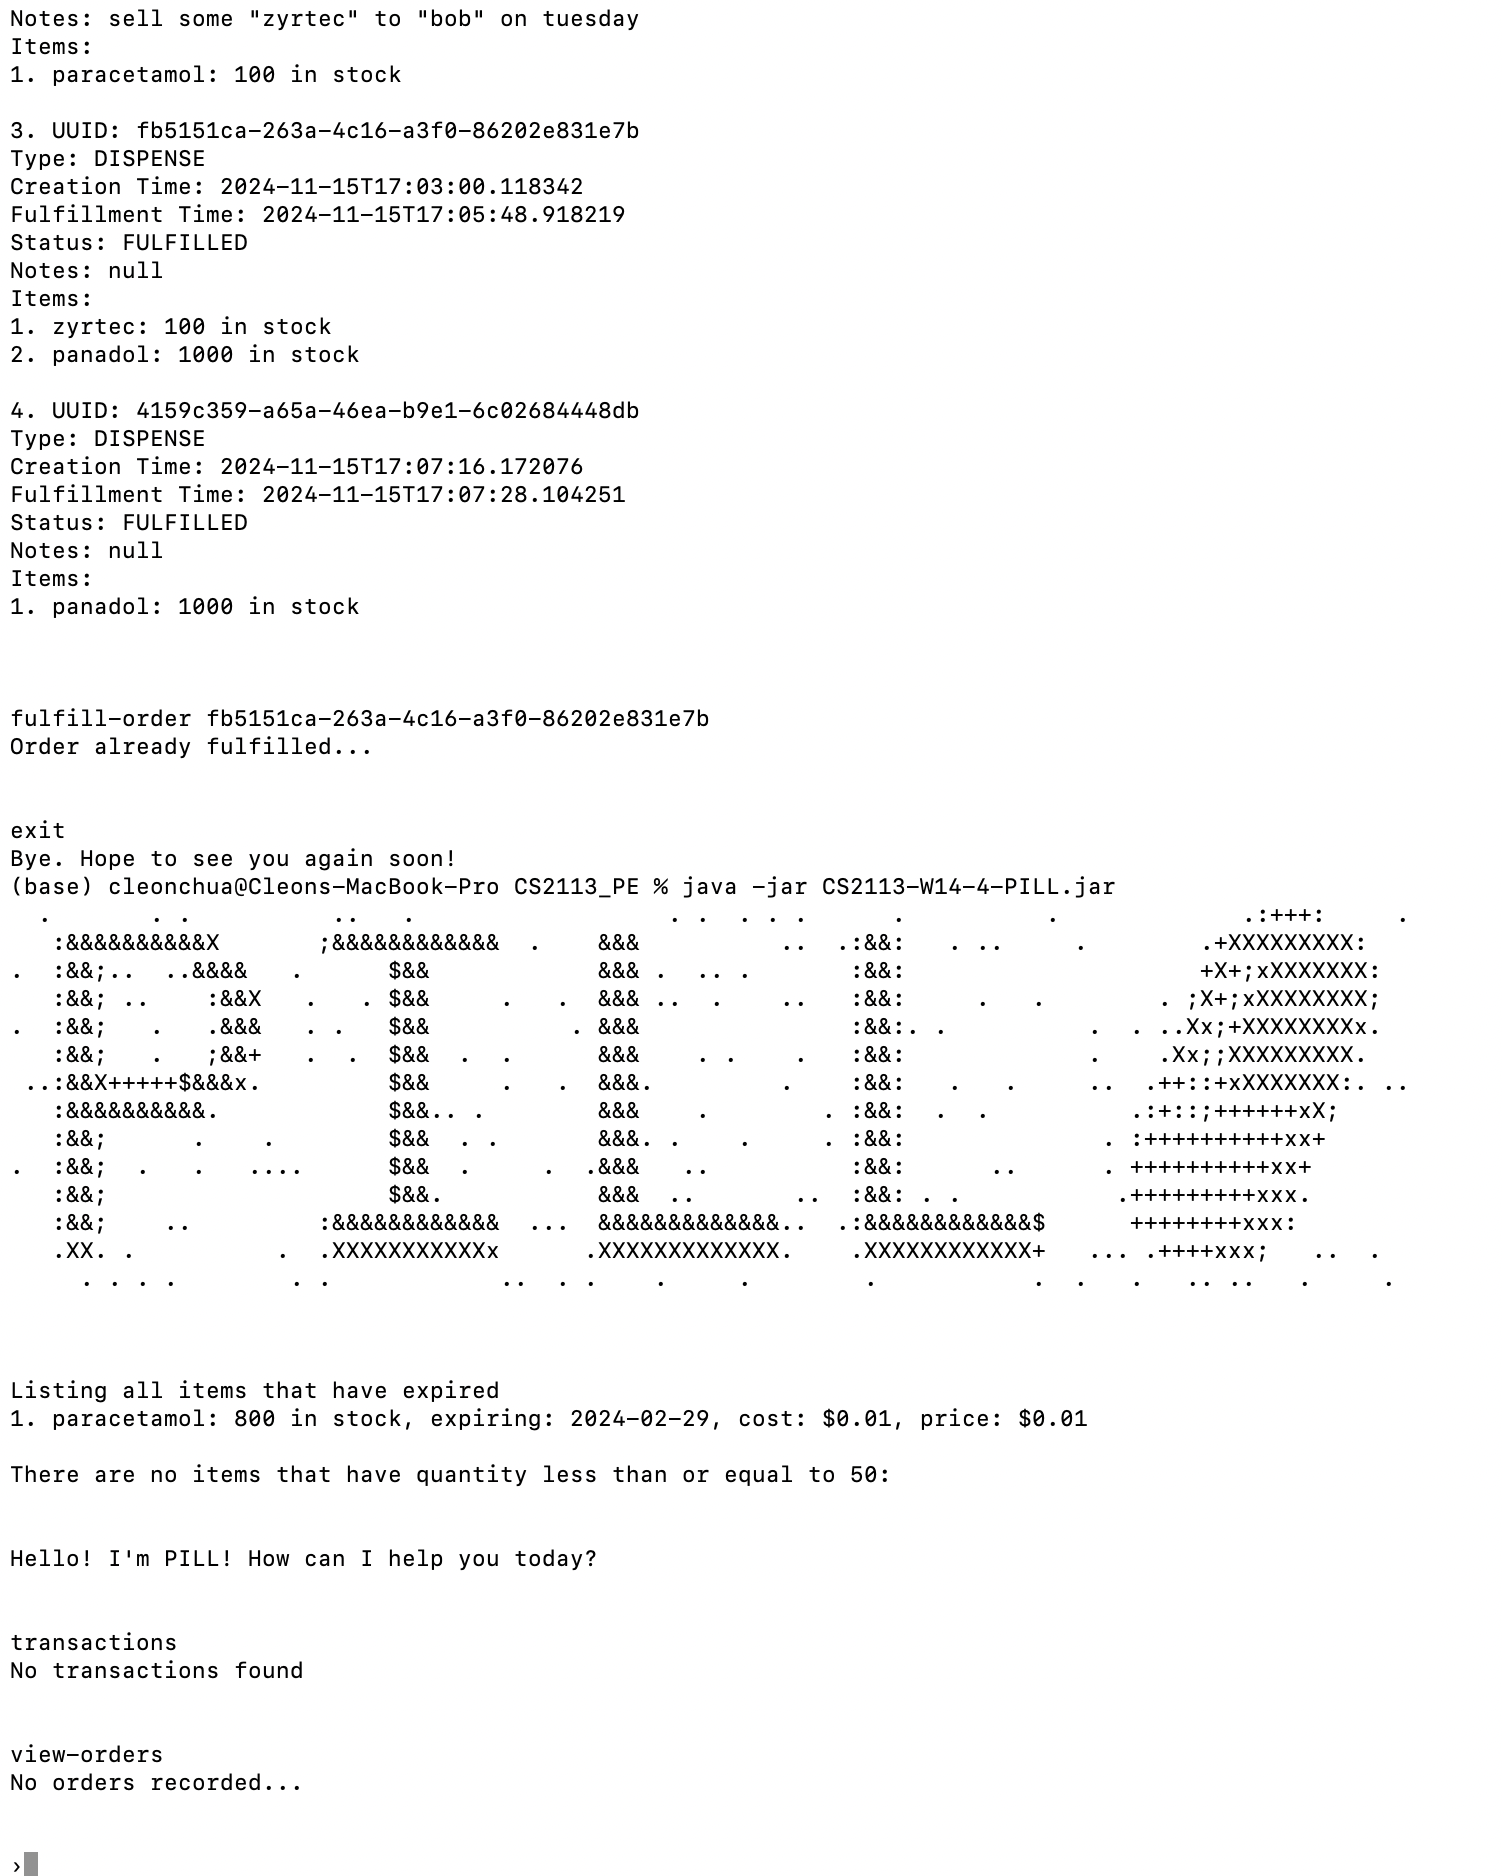 Notes: sell some "zyrtec" to "bob" on tuesday
Items:
1. paracetamol: 100 in stock
3. UUID: fb5151ca-263a-4c16-a3f0-86202e831e7b
Type: DISPENSE
Creation Time: 2024-11-15T17:03:00.118342
Fulfillment Time: 2024-11-15T17:05:48.918219
Status: FULFILLED
Notes: null
Items:
1. zyrtec: 100 in stock
2. panadol: 1000 in stock
4. UUID: 4159c359-a65a-46ea-b9e1-6c02684448db
Type: DISPENSE
Creation Time: 2024-11-15T17:07:16.172076
Fulfillment Time: 2024-11-15T17:07:28.104251
Status: FULFILLED
Notes: null
Items:
1. panadol: 1000 in stock
fulfill-order fb5151ca-263a-4c16-a3f0-86202e831e7b
Order already fulfilled...
exit
Bye. Hope to see you again soon!
(base) cleonchua@Cleons-MacBook-Pro CS2113_PE % java -jar CS2113-W14-4-PILL.jar
Listing all items that have expired
1. paracetamol: 800 in stock, expiring: 2024-02-29, cost: $0.01, price: $0.01
There are no items that have quantity less than or equal to 50:
Hello! I'm PILL! How can I help you today?
transactions
No transactions found
view-orders
No orders recorded...
›